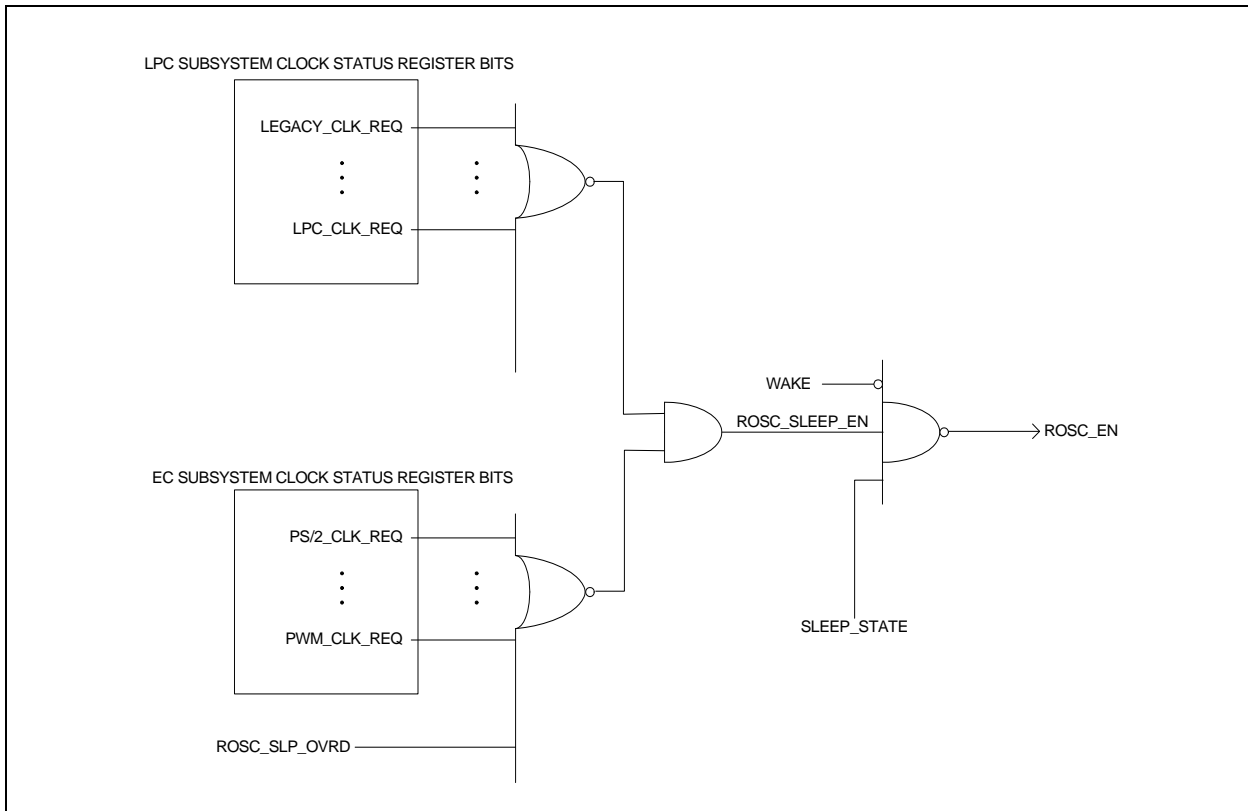 LPC SUBSYSTEM CLOCK STATUS REGISTER BITS
LEGACY_CLK_REQ
LPC_CLK_REQ
WAKE
ROSC_SLEEP_EN
ROSC_EN
EC SUBSYSTEM CLOCK STATUS REGISTER BITS
PS/2_CLK_REQ
SLEEP_STATE
PWM_CLK_REQ
ROSC_SLP_OVRD